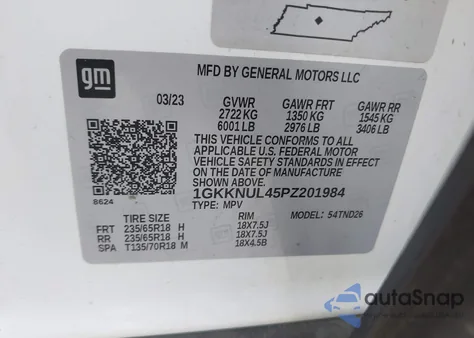 gm
MFD BY GENERAL MOTORS LLC
03/23 GVWR GAWR FRT GAWR RR
2722 KG 1350 KG 1545 KG
6001 LB 2976 LB 3406 LB
THIS VEHICLE CONFORMS TO ALL
APPLICABLE U.S. FEDERAL MOTOR
VEHICLE SAFETY STANDARDS IN EFFECT
ON THE DATE OF MANUFACTURE
SHOWN ABOVE.
1GKKNUL45PZ201984
8624
TYPE: MPV MODEL: 54TND26
TIRE SIZE RIM
FRT 235/65R18 H 18X7.5J
RR 235/65R18 H 18X7.5J
SPA T135/70R18 M 18X4.5B
autoSnap